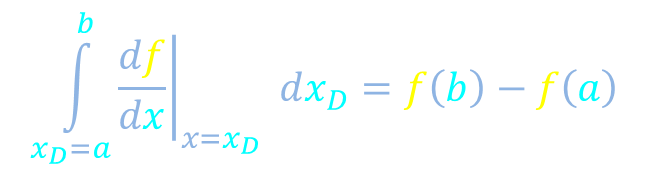 ∫_{x_D=a}^{b} df/dx |_{x=x_D} dx_D = f(b) − f(a)